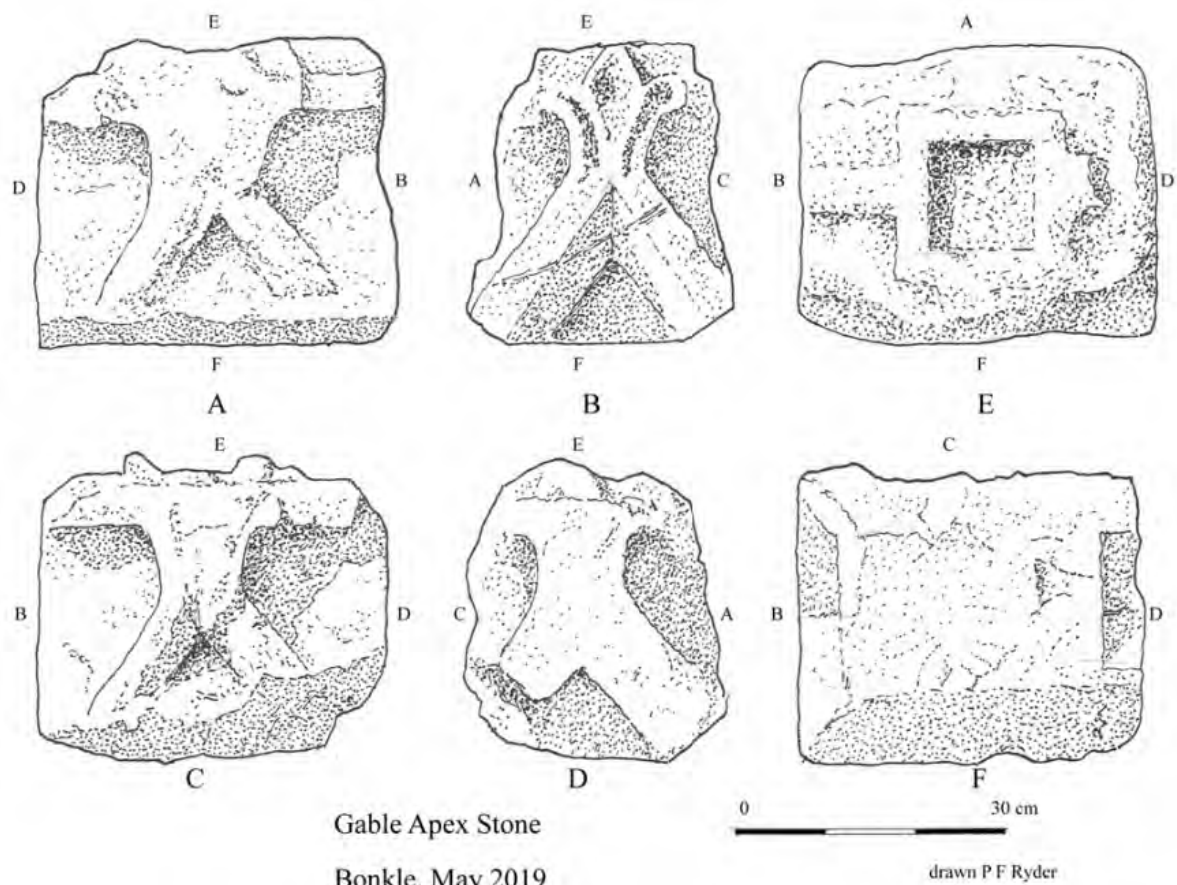 E E A
D B A C B D
F F F
A B E
E E C
B D C A B D
C D F
0 30 cm
Gable Apex Stone
Bonkle, May 2019
drawn P F Ryder